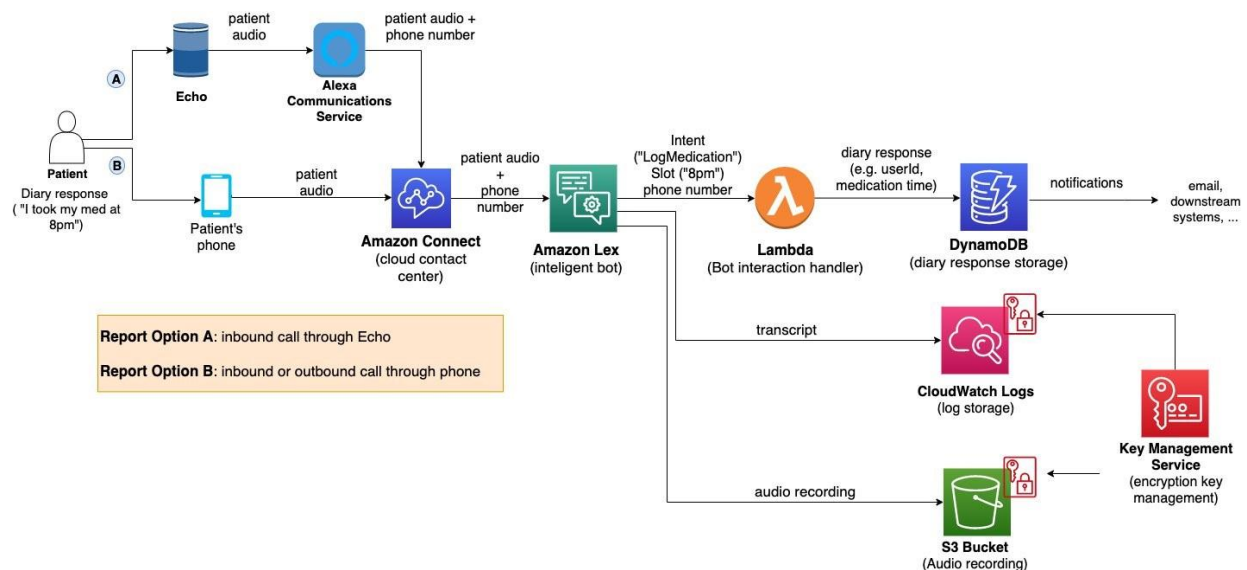 patient
audio
patient audio +
phone number
A
Echo
Alexa
Communications
Service
B
Patient
Diary response
( "I took my med at
8pm")
Patient's
phone
patient
audio
Amazon Connect
(cloud contact
center)
patient audio
+
phone
number
Amazon Lex
(inteligent bot)
Intent
("LogMedication")
Slot ("8pm")
phone number
Lambda
(Bot interaction handler)
diary response
(e.g. userId,
medication time)
DynamoDB
(diary response storage)
notifications
email,
downstream
systems, ...
Report Option A: inbound call through Echo
Report Option B: inbound or outbound call through phone
transcript
CloudWatch Logs
(log storage)
Key Management
Service
(encryption key
management)
audio recording
S3 Bucket
(Audio recording)